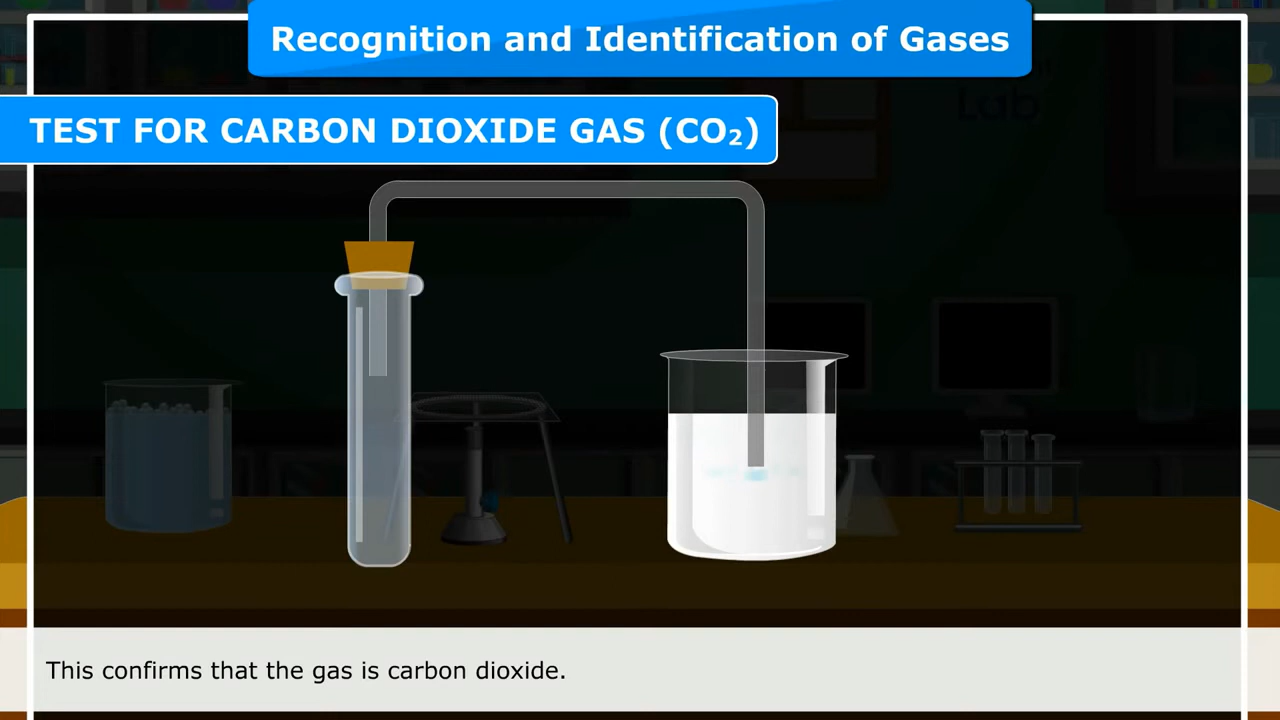 Recognition and Identification of Gases
Lab
TEST FOR CARBON DIOXIDE GAS (CO₂)
This confirms that the gas is carbon dioxide.